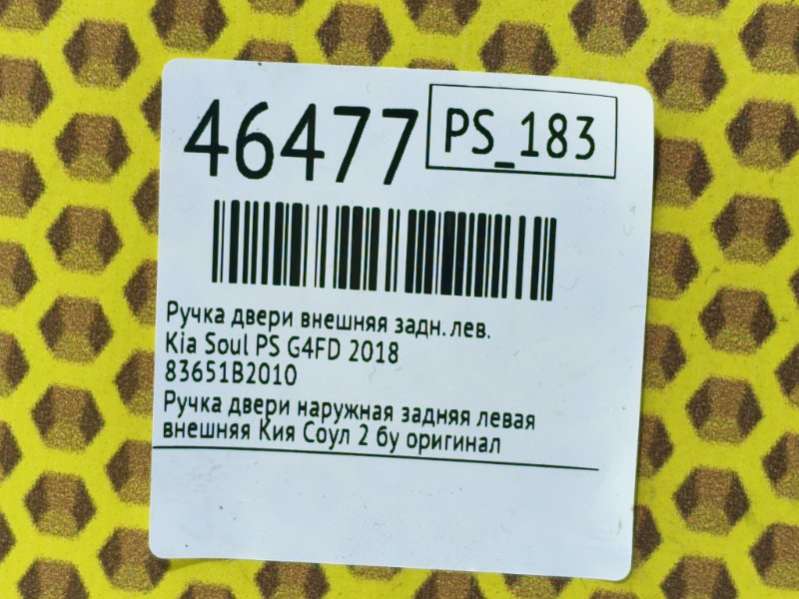 46477
PS_183
Ручка двери внешняя задн. лев.
Kia Soul PS G4FD 2018
83651B2010
Ручка двери наружная задняя левая
внешняя Кия Соул 2 бу оригинал